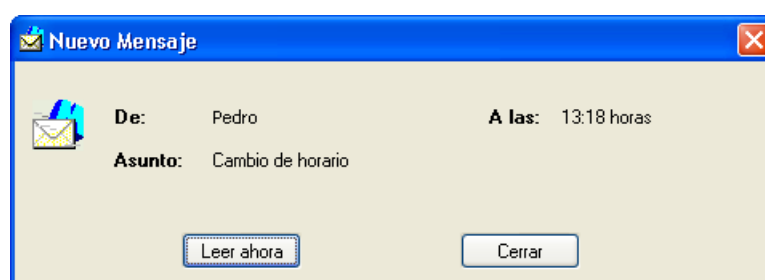 Nuevo Mensaje
De: Pedro A las: 13:18 horas
Asunto: Cambio de horario
Leer ahora Cerrar